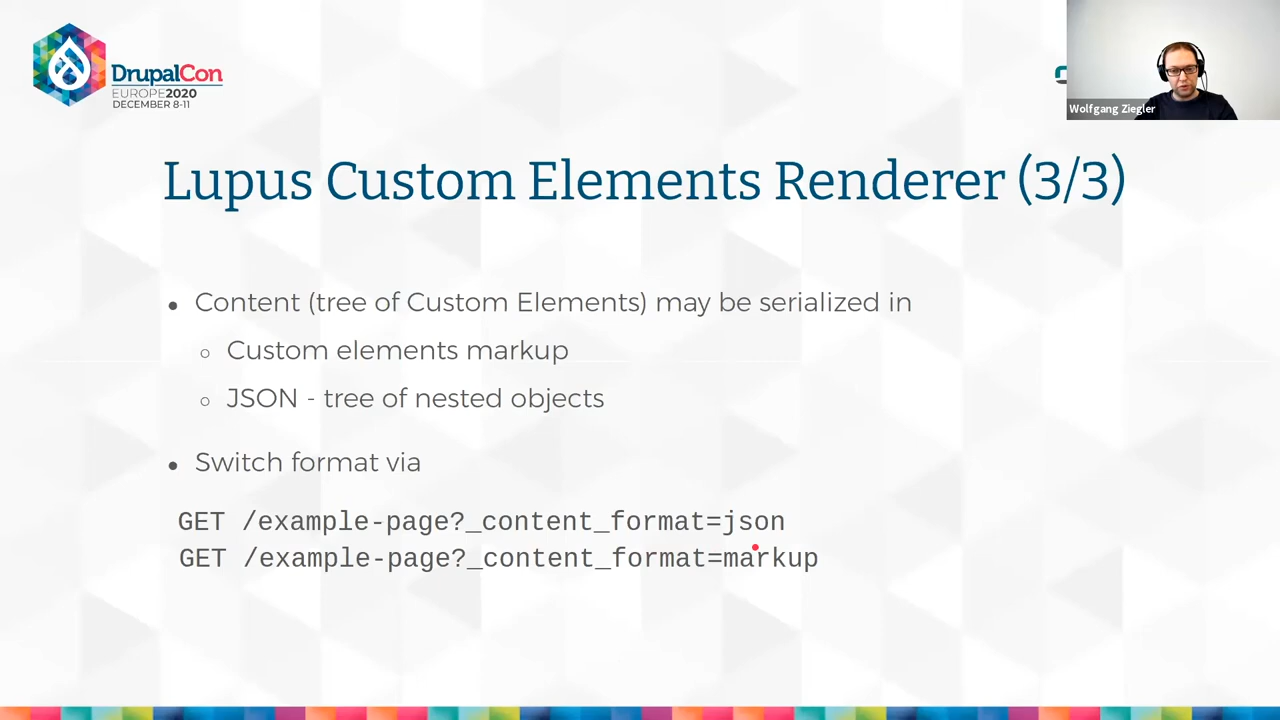 DrupalCon
EUROPE2020
DECEMBER 8-11
Wolfgang Ziegler
Lupus Custom Elements Renderer (3/3)
• Content (tree of Custom Elements) may be serialized in
○ Custom elements markup
○ JSON - tree of nested objects
• Switch format via
GET /example-page?_content_format=json
GET /example-page?_content_format=markup